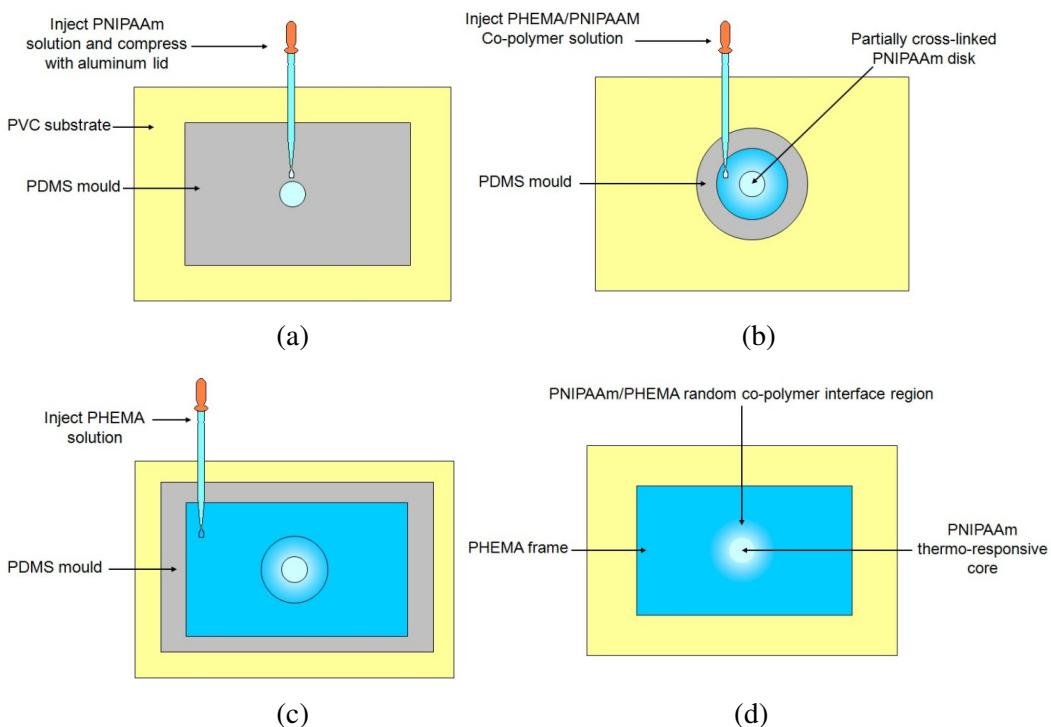 Inject PNIPAAm
solution and compress
with aluminum lid
PVC substrate
PDMS mould
(a)
Inject PHEMA/PNIPAAM
Co-polymer solution
Partially cross-linked
PNIPAAm disk
PDMS mould
(b)
Inject PHEMA
solution
PDMS mould
(c)
PNIPAAm/PHEMA random co-polymer interface region
PHEMA frame
PNIPAAm
thermo-responsive
core
(d)